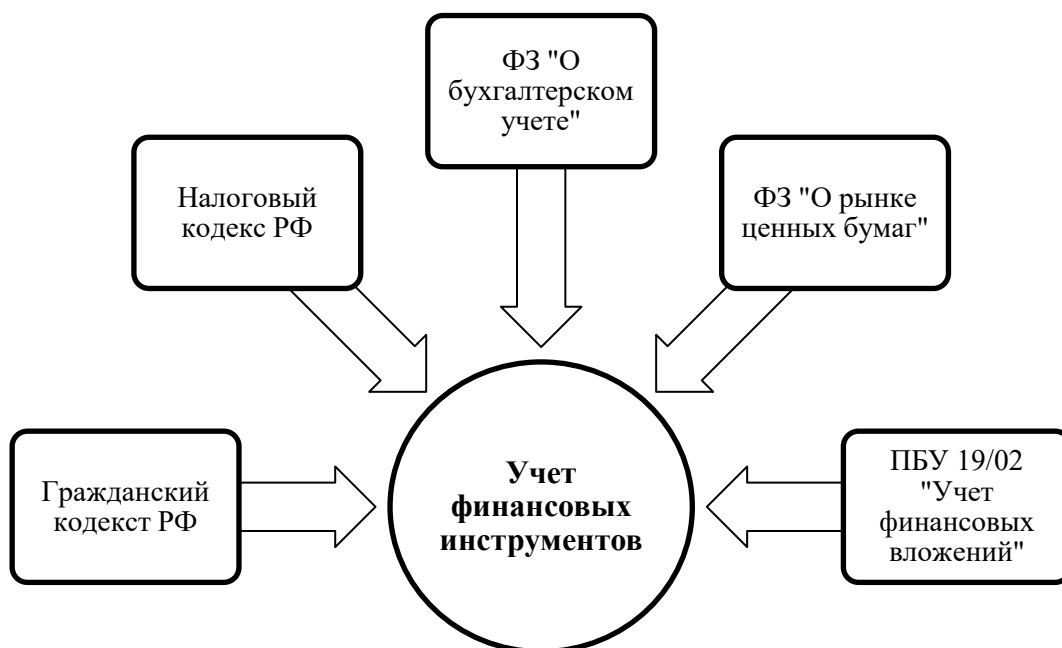 ФЗ "О
бухгалтерском
учете"
Налоговый
кодекс РФ
ФЗ "О рынке
ценных бумаг"
Гражданский
кодекст РФ
Учет
финансовых
инструментов
ПБУ 19/02
"Учет
финансовых
вложений"